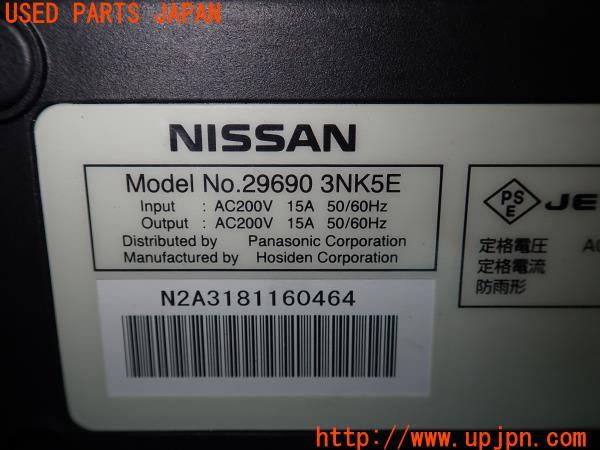 USED PARTS JAPAN
NISSAN
Model No.29690 3NK5E
Input : AC200V 15A 50/60Hz
Output : AC200V 15A 50/60Hz
Distributed by Panasonic Corporation
Manufactured by Hosiden Corporation
N2A3181160464
PS
E
JE
定格電圧
定格電流
防雨形
UPJ
http://www.upjpn.com/